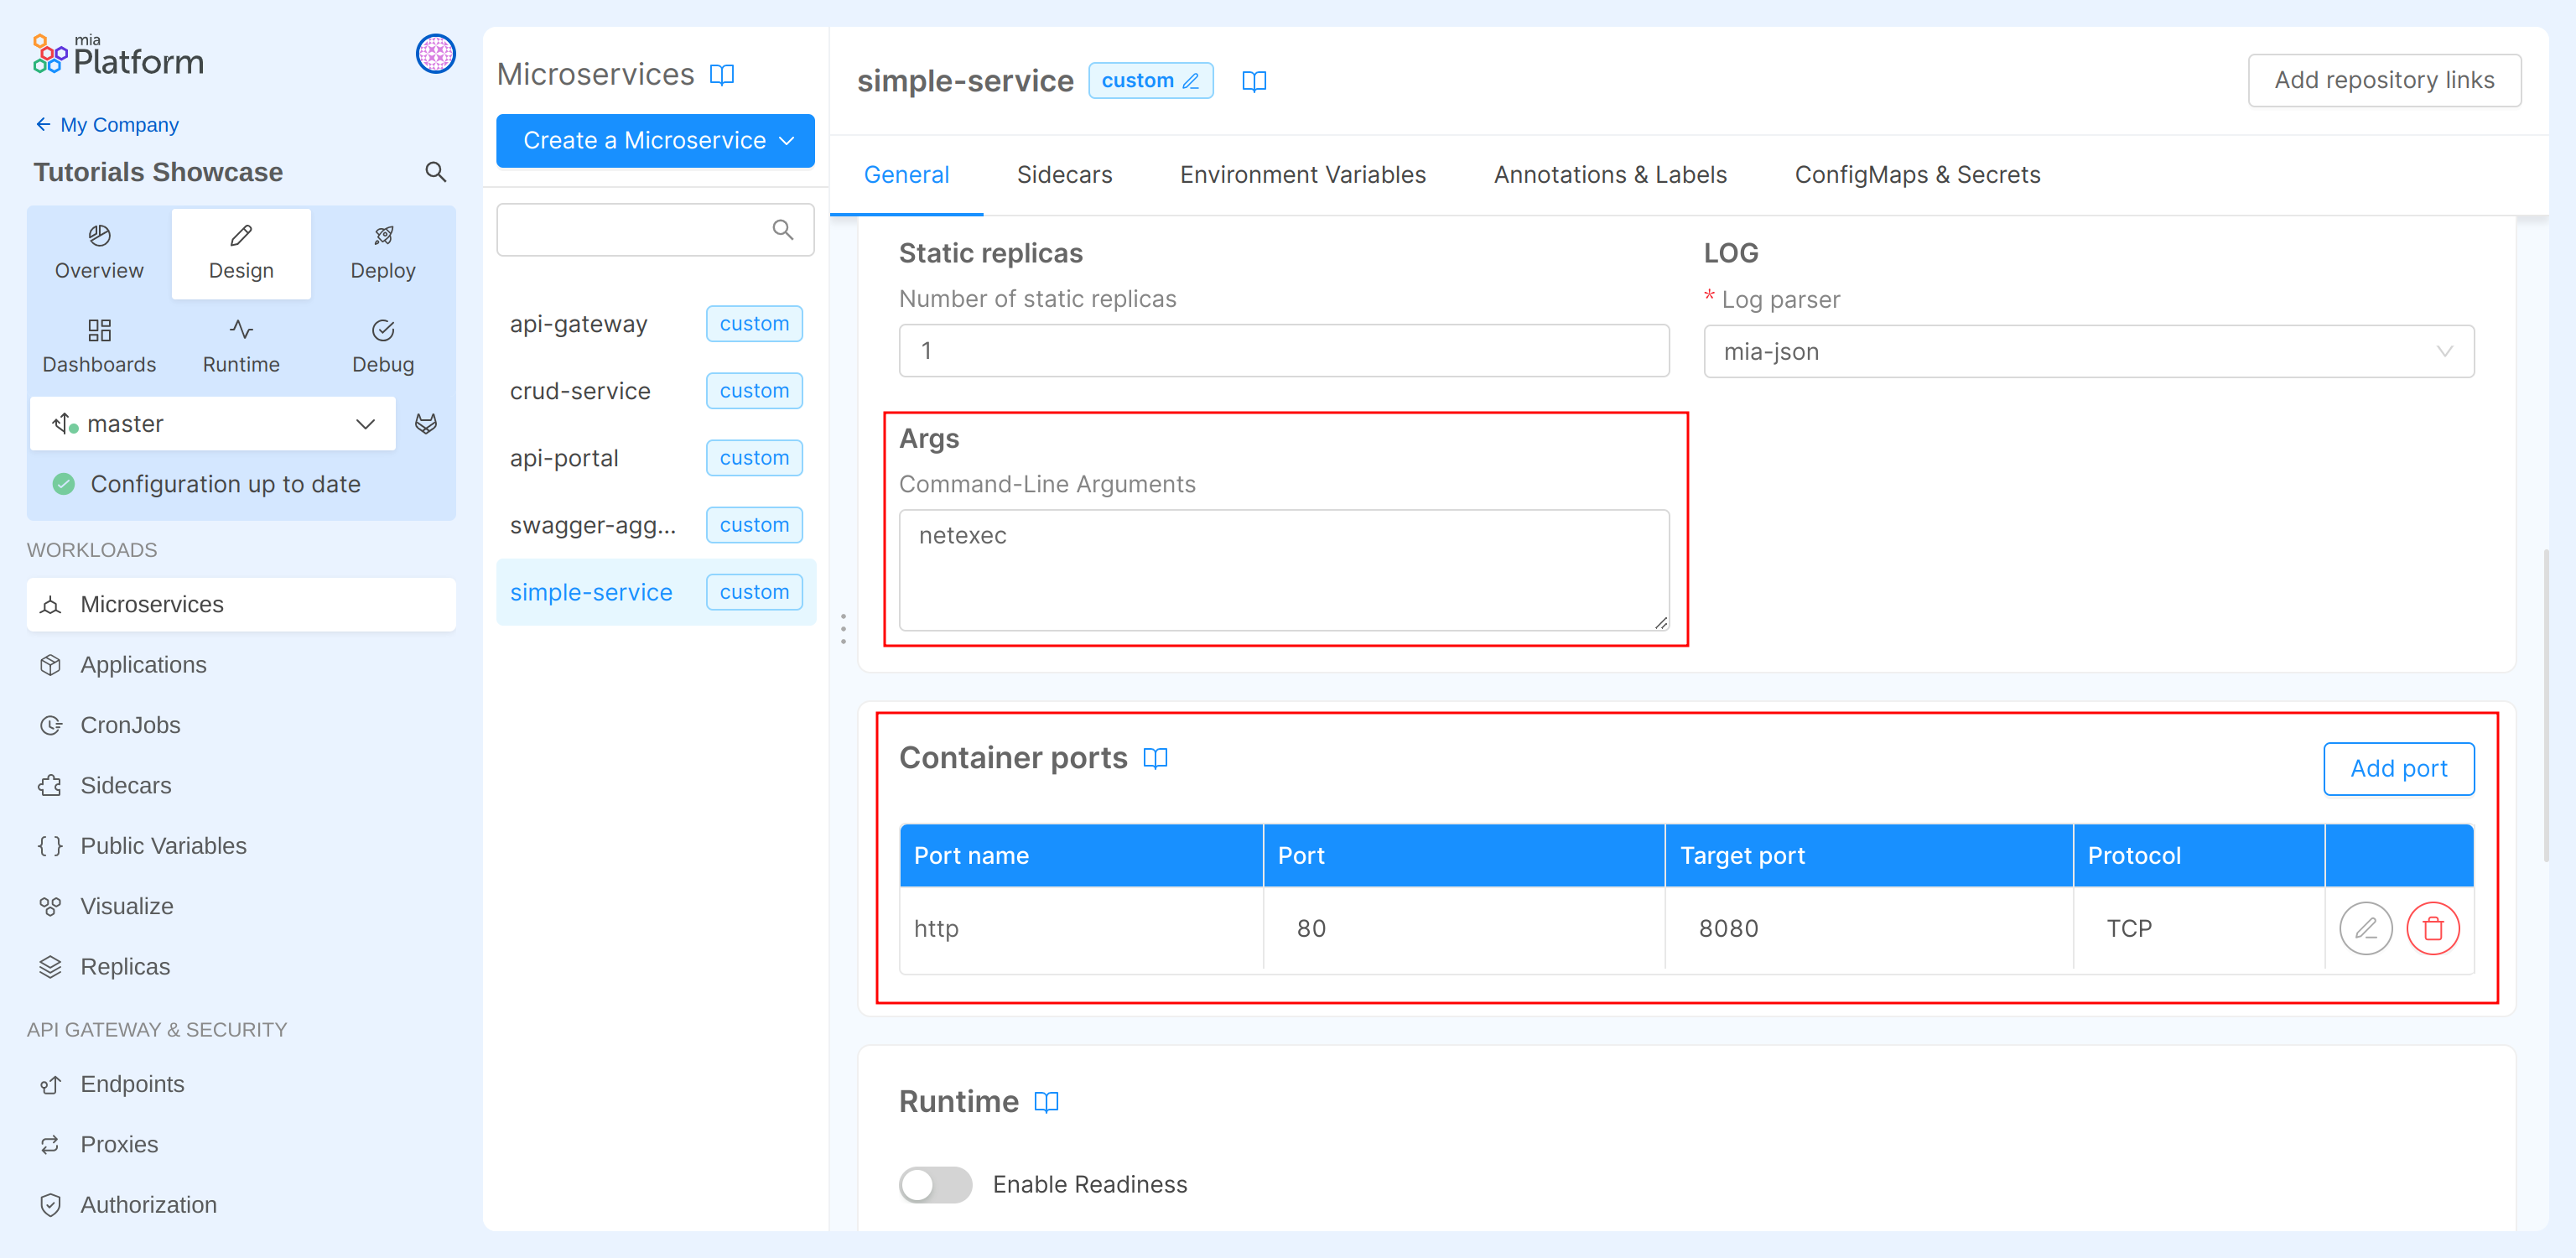 mia
Platform
My Company
Tutorials Showcase
Overview
Design
Deploy
Dashboards
Runtime
Debug
master
Configuration up to date
WORKLOADS
Microservices
Applications
CronJobs
Sidecars
Public Variables
Visualize
Replicas
API GATEWAY & SECURITY
Endpoints
Proxies
Authorization
Microservices
Create a Microservice
api-gateway custom
crud-service custom
api-portal custom
swagger-agg... custom
simple-service custom
simple-service custom
Add repository links
General Sidecars Environment Variables Annotations & Labels ConfigMaps & Secrets
Static replicas
Number of static replicas
1
LOG
* Log parser
mia-json
Args
Command-Line Arguments
netexec
Container ports
Add port
Port name Port Target port Protocol
http 80 8080 TCP
Runtime
Enable Readiness